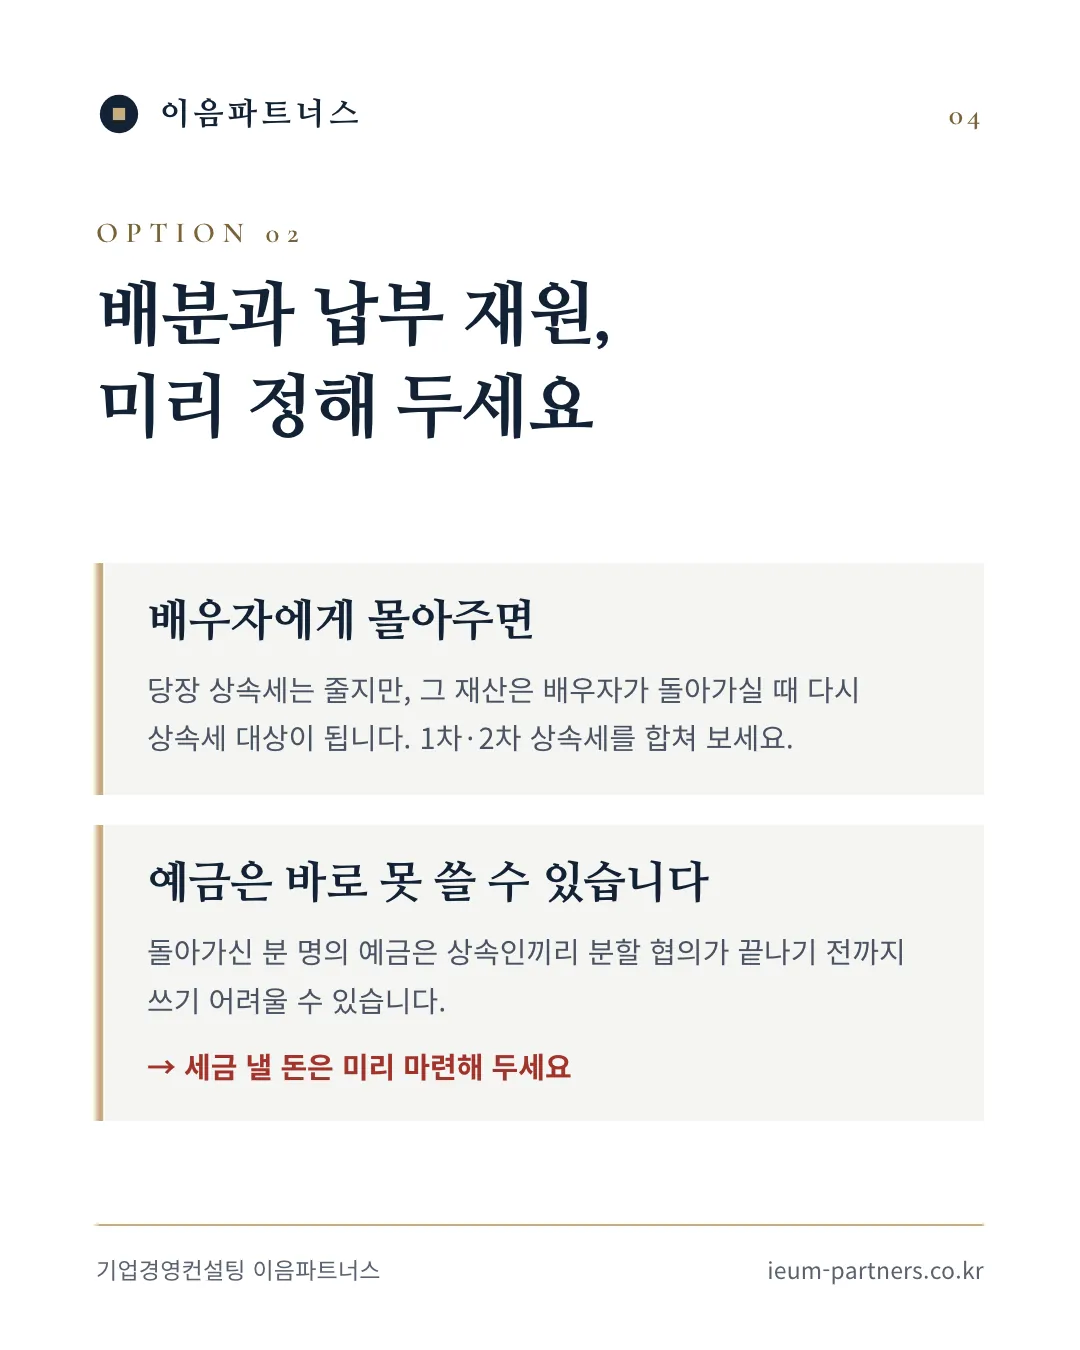 이음파트너스
04
OPTION 02
배분과 납부 재원,
미리 정해 두세요
배우자에게 몰아주면
당장 상속세는 줄지만, 그 재산은 배우자가 돌아가실 때 다시
상속세 대상이 됩니다. 1차·2차 상속세를 합쳐 보세요.
예금은 바로 못 쓸 수 있습니다
돌아가신 분 명의 예금은 상속인끼리 분할 협의가 끝나기 전까지
쓰기 어려울 수 있습니다.
→ 세금 낼 돈은 미리 마련해 두세요
기업경영컨설팅 이음파트너스
ieum-partners.co.kr